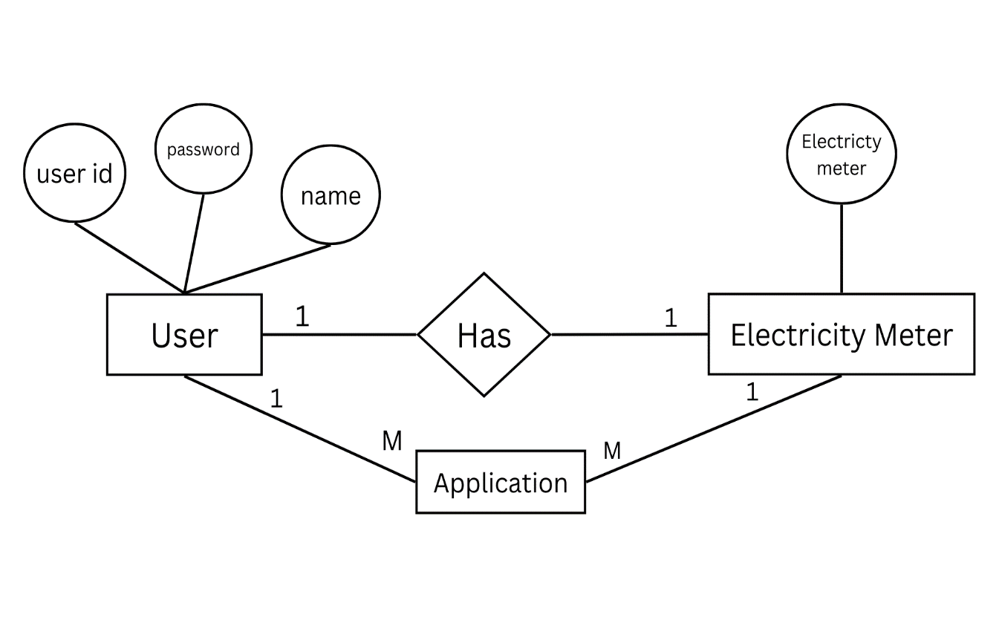 user id
password
name
Electricty
meter
User
1
Has
1
Electricity Meter
1
M
Application
M
1